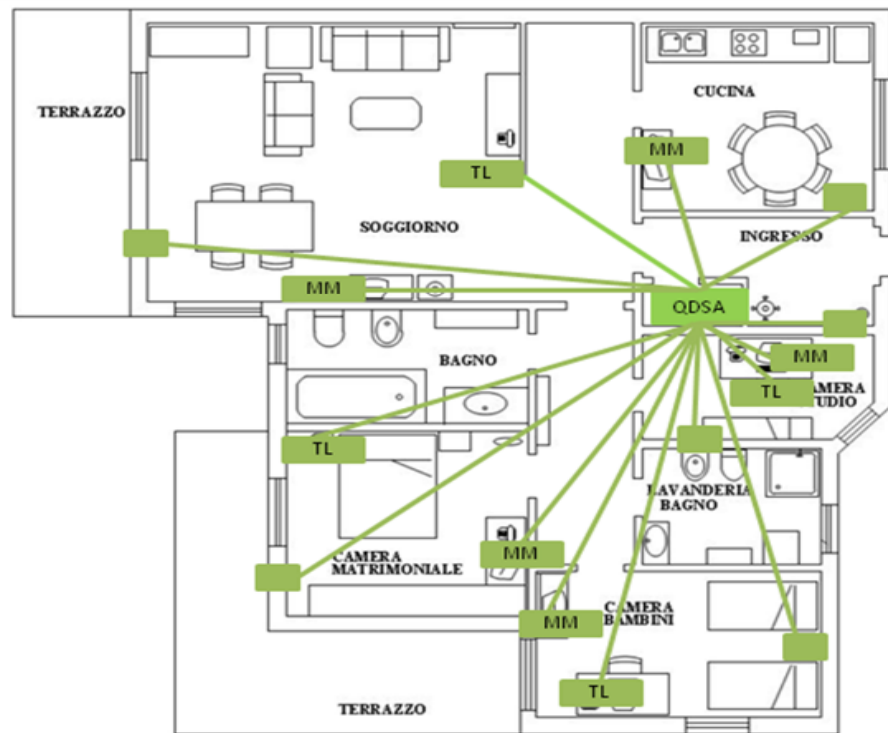 CUCINA
TERRAZZO
MM
TL
SOGGIORNO
INGRESSO
MM
QDSA
BAGNO
MM
TL
CAMERA
STUDIO
TL
LAVANDERIA
BAGNO
MM
CAMERA
MATRIMONIALE
CAMERA
BAMBINI
MM
TL
TERRAZZO